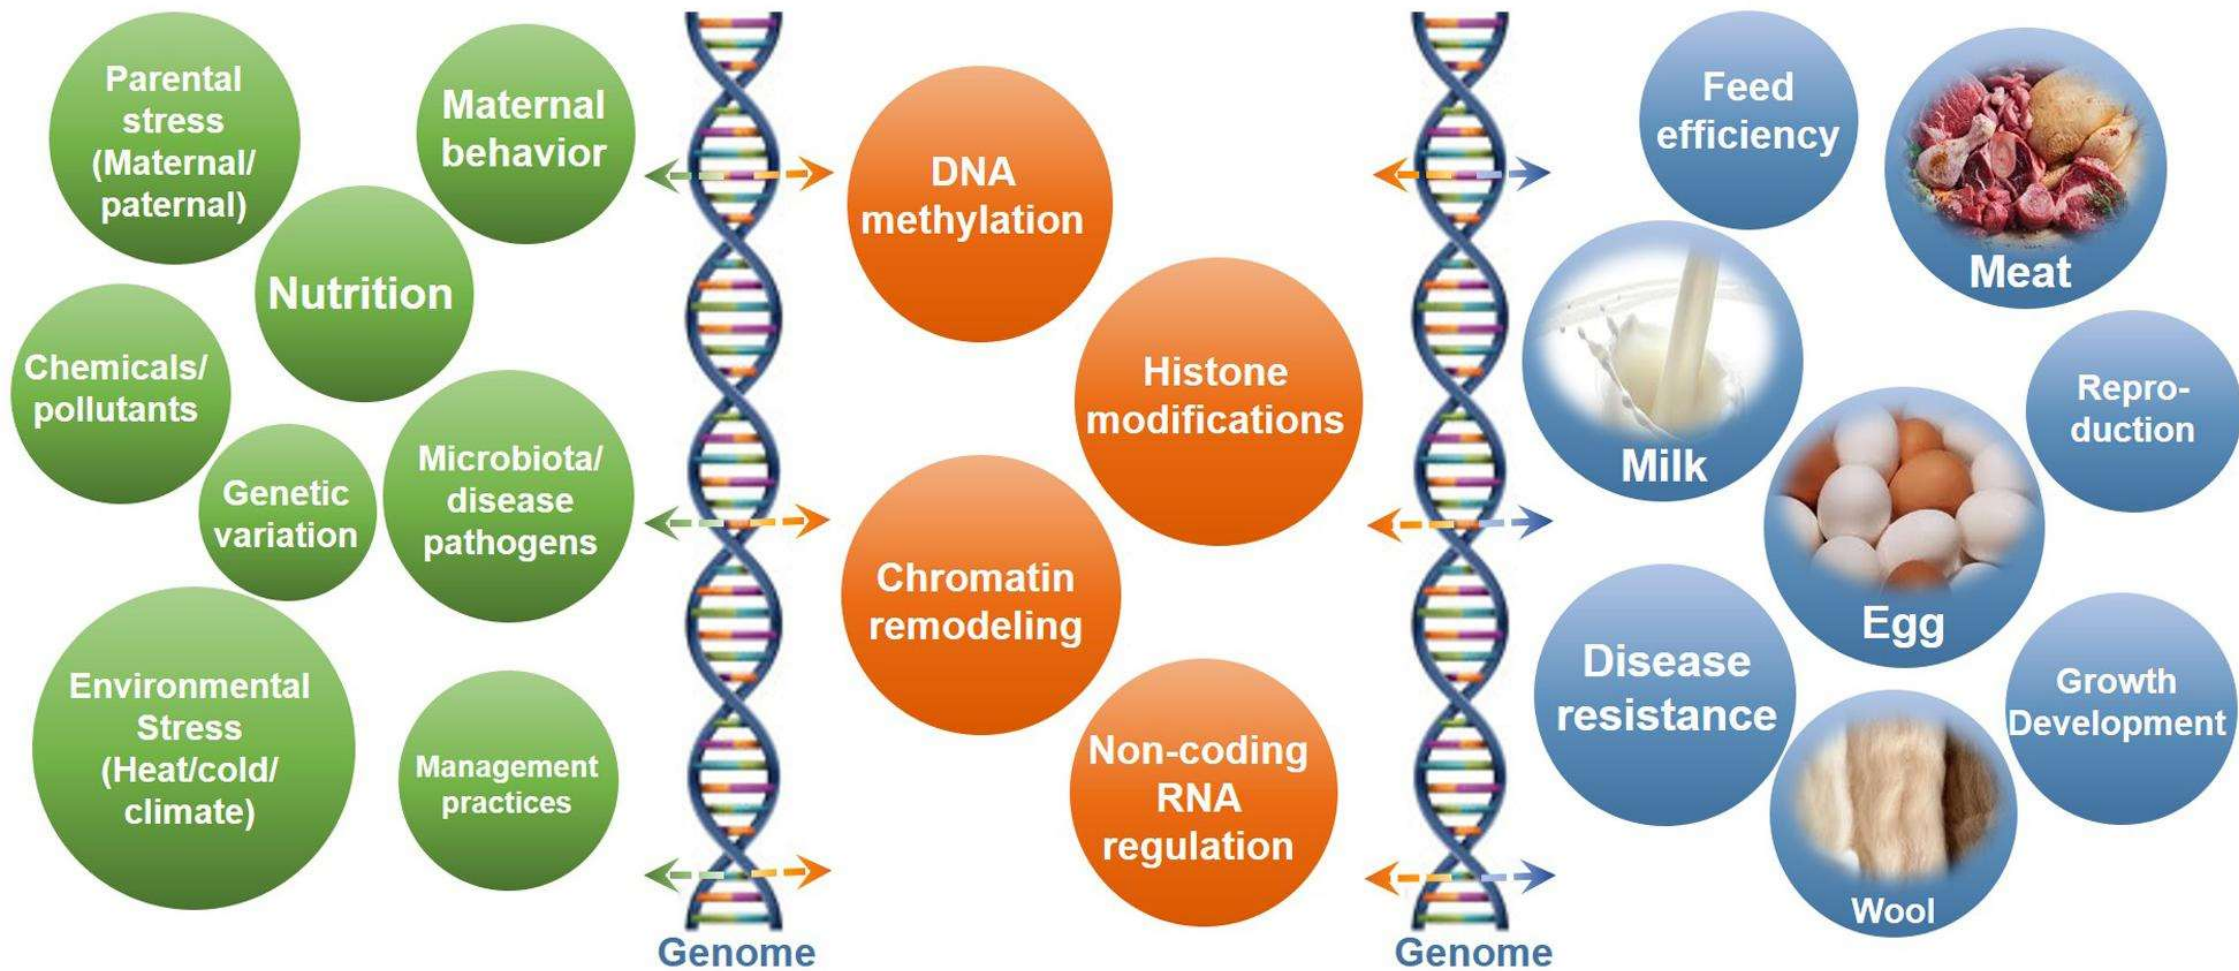 Parental
stress
(Maternal/
paternal)
Maternal
behavior
Nutrition
Chemicals/
pollutants
Genetic
variation
Microbiota/
disease
pathogens
Environmental
Stress
(Heat/cold/
climate)
Management
practices
Genome
DNA
methylation
Histone
modifications
Chromatin
remodeling
Non-coding
RNA
regulation
Genome
Feed
efficiency
Meat
Milk
Repro-
duction
Egg
Disease
resistance
Growth
Development
Wool